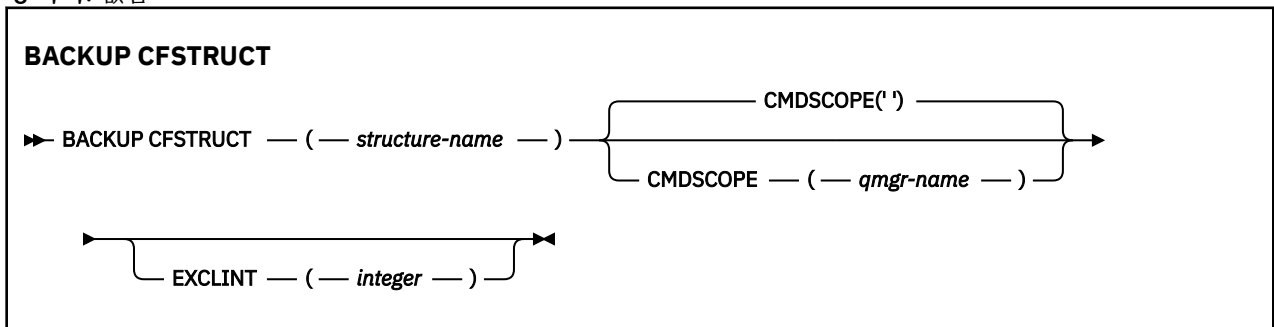 BACKUP CFSTRUCT
CMDSCOPE(' ')
BACKUP CFSTRUCT ( structure-name )
CMDSCOPE ( qmgr-name )
EXCLINT ( integer )